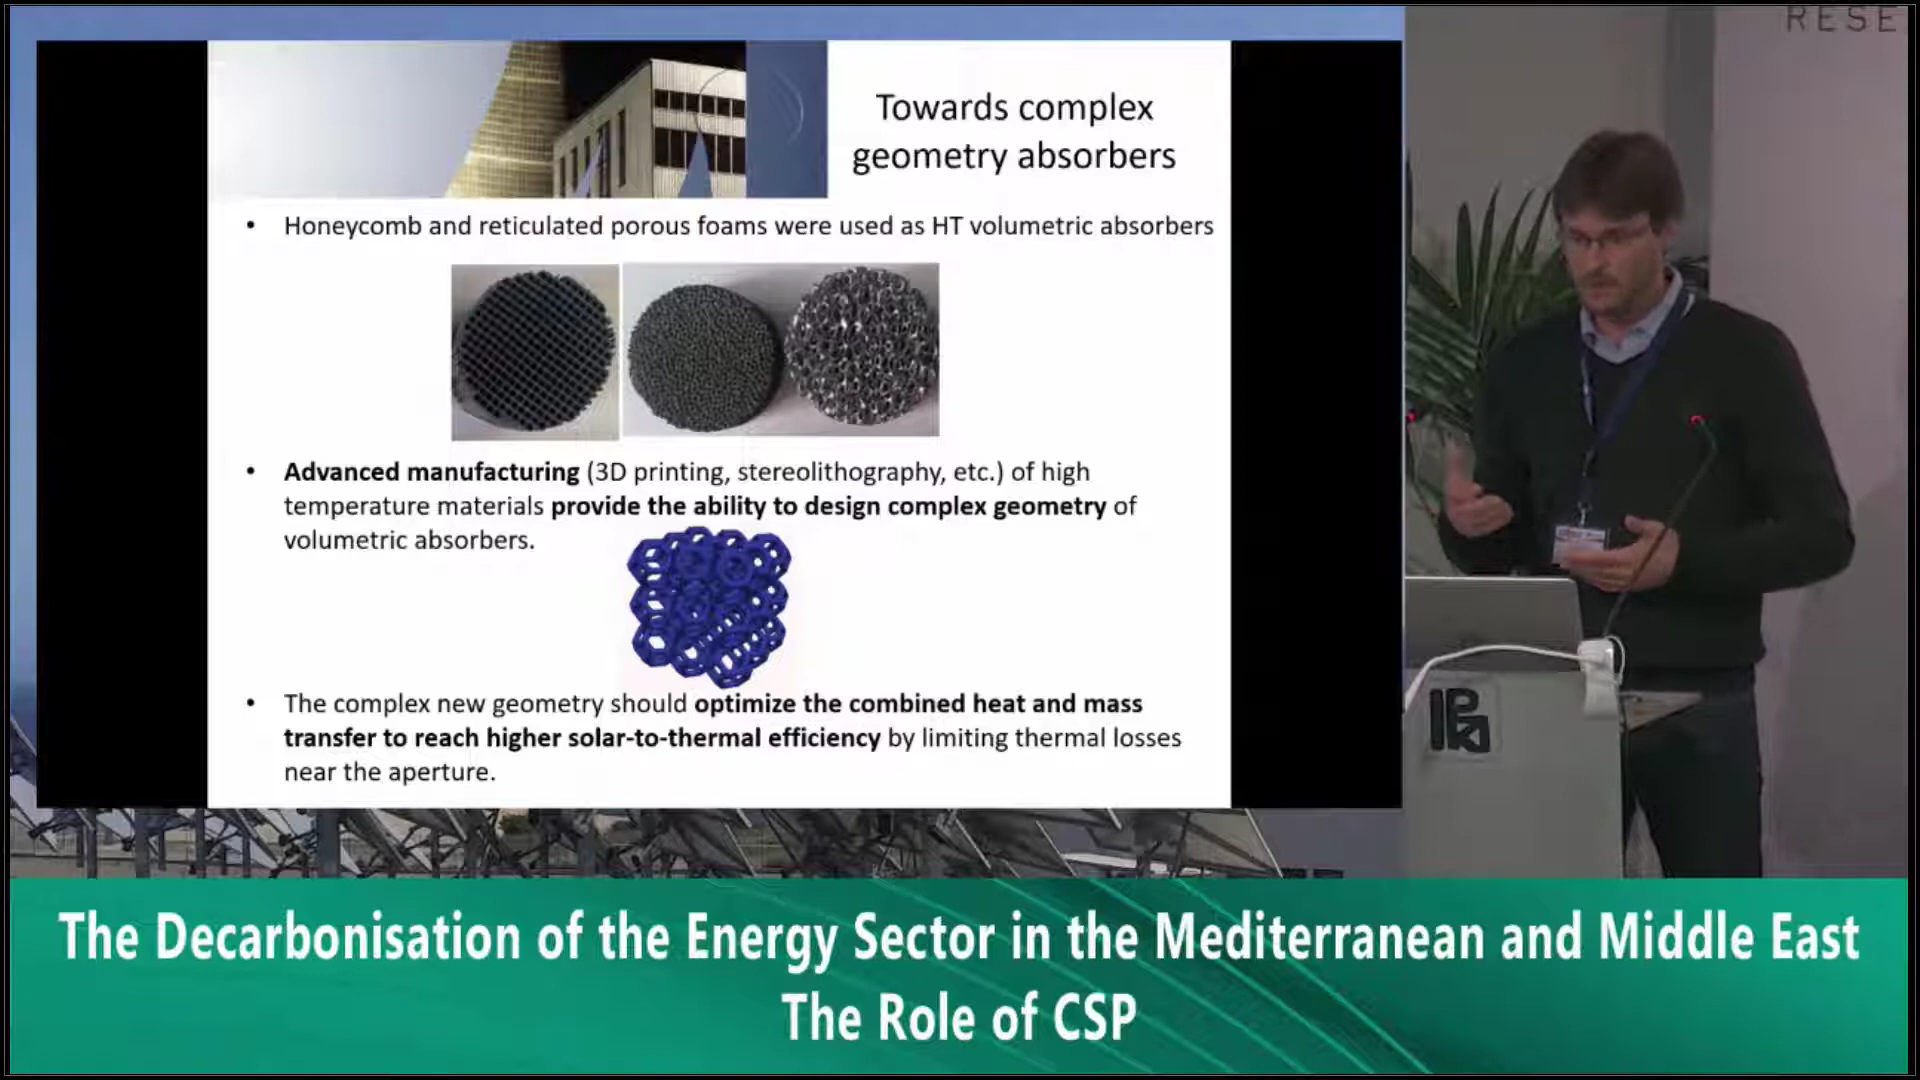 RESE
Towards complex
geometry absorbers
• Honeycomb and reticulated porous foams were used as HT volumetric absorbers
• Advanced manufacturing (3D printing, stereolithography, etc.) of high
temperature materials provide the ability to design complex geometry of
volumetric absorbers.
• The complex new geometry should optimize the combined heat and mass
transfer to reach higher solar-to-thermal efficiency by limiting thermal losses
near the aperture.
The Decarbonisation of the Energy Sector in the Mediterranean and Middle East
The Role of CSP